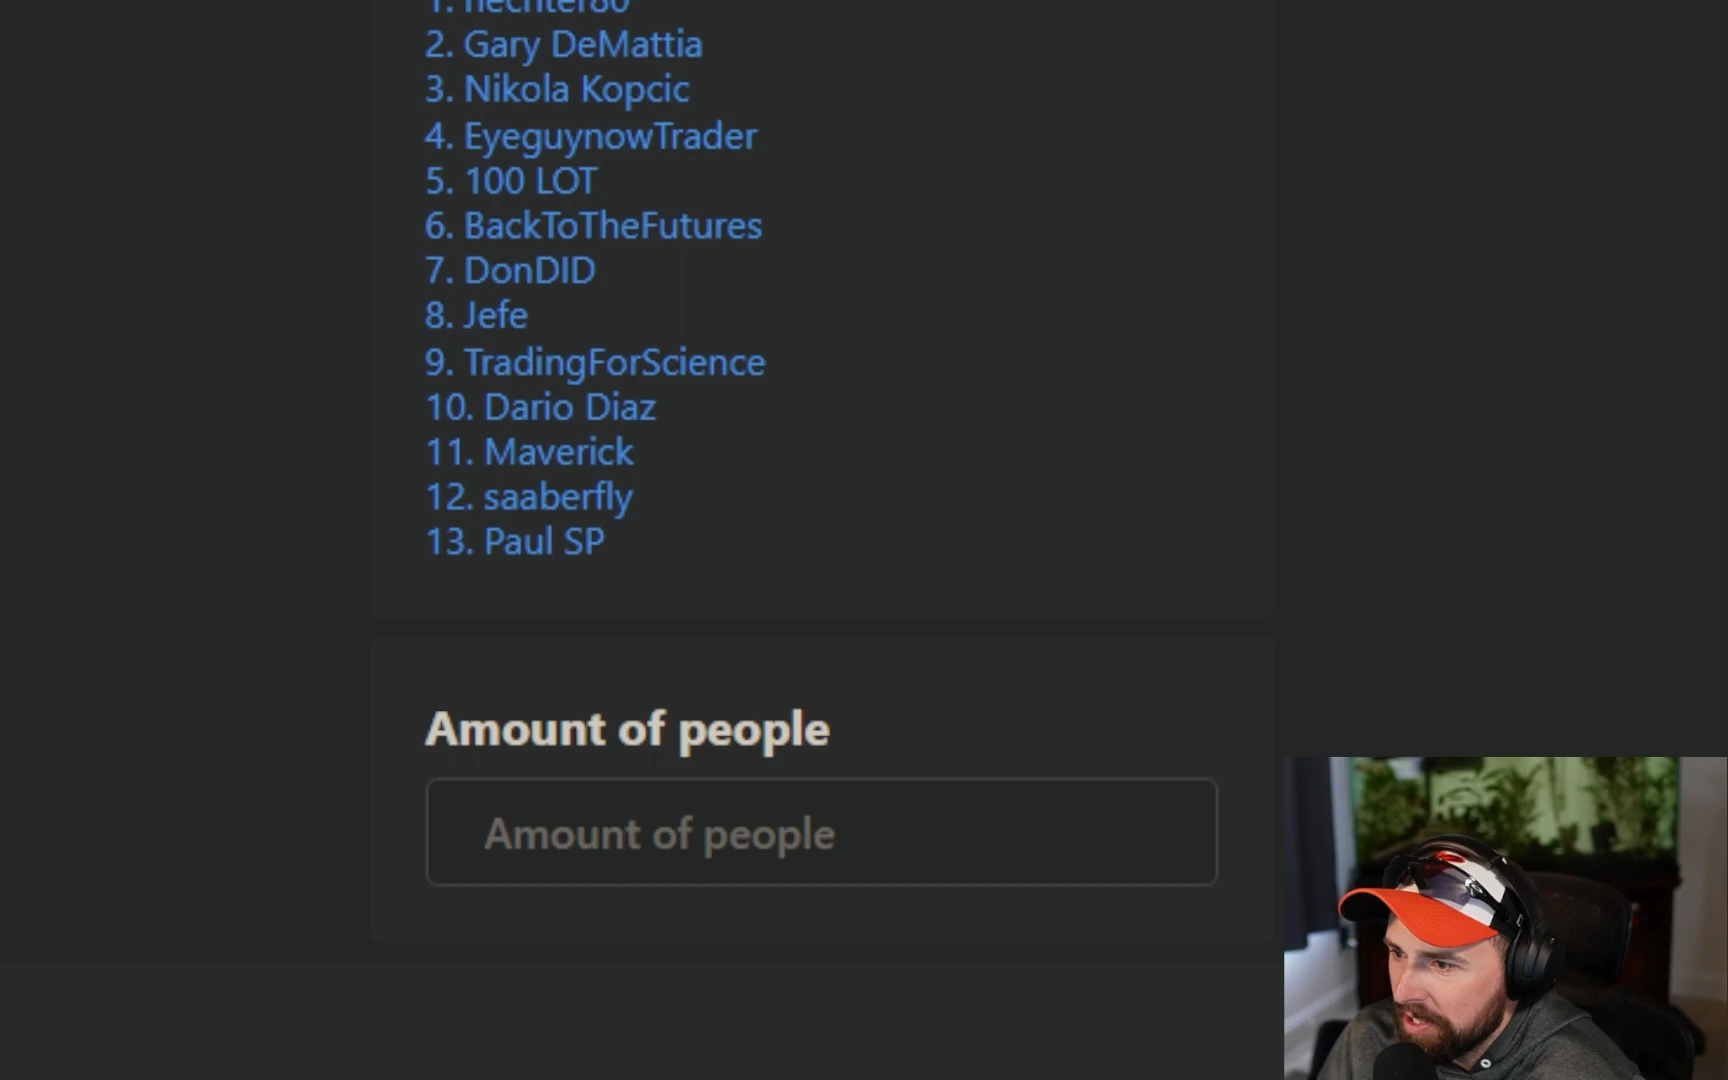 2. Gary DeMattia
3. Nikola Kopcic
4. EyeguynowTrader
5. 100 LOT
6. BackToTheFutures
7. DonDID
8. Jefe
9. TradingForScience
10. Dario Diaz
11. Maverick
12. saaberfly
13. Paul SP
Amount of people
Amount of people